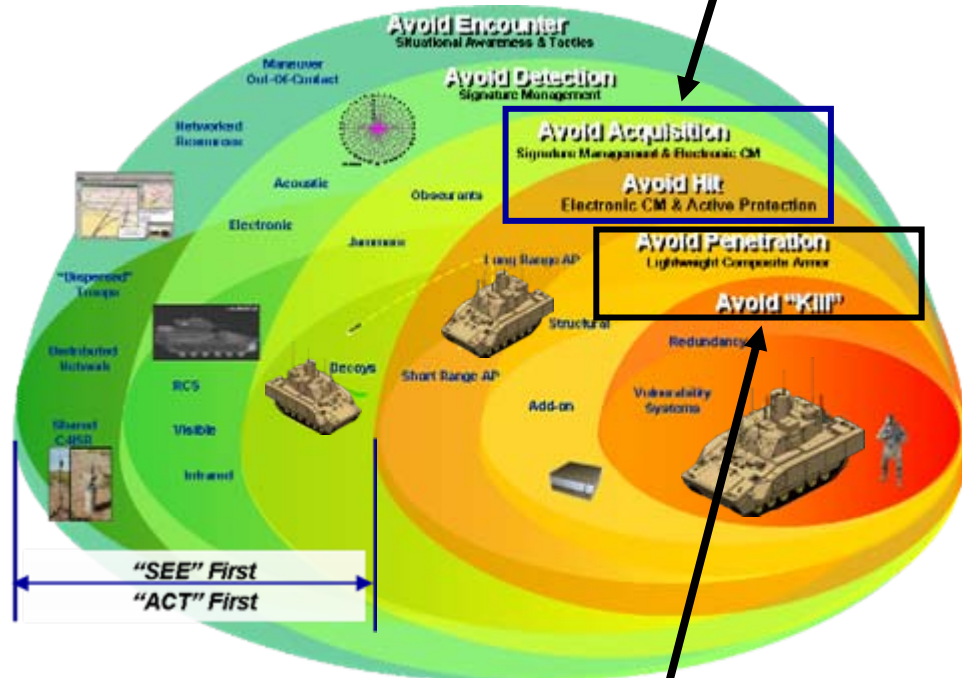 Avoid Encounter
Situational Awareness & Tactics
Maneuver
Out-Of-Contact
Avoid Detection
Signature Management
Networked
Resources
Avoid Acquisition
Signature Management & Electronic CM
Acoustic
Obscurants
Avoid Hit
Electronic CM & Active Protection
Electronic
Jammers
Avoid Penetration
Lightweight Composite Armor
Long Range AP
"Dispersed"
Troops
Avoid "Kill"
Structural
Redundancy
Distributed
Network
RCS
Decoys
Short Range AP
Add-on
Vulnerability
Systems
Shared
C4ISR
Visible
Infrared
"SEE" First
"ACT" First